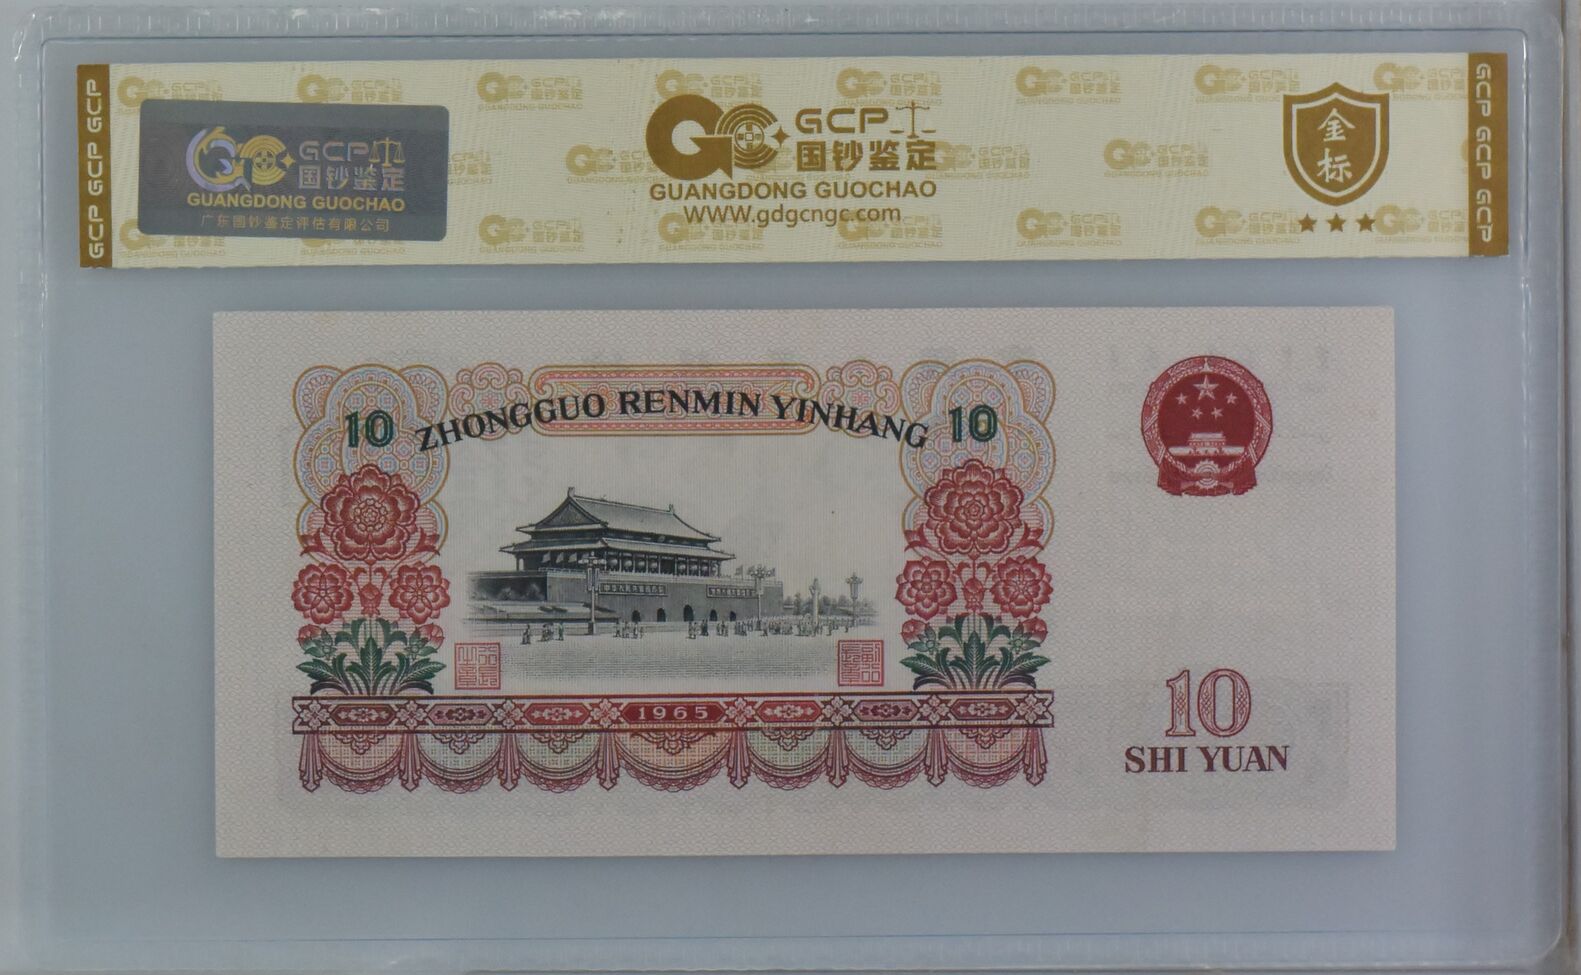 GCP GCP GCP
GCP
国钞鉴定
GUANGDONG GUOCHAO
广东国钞鉴定评估有限公司
GCP
国钞鉴定
GUANGDONG GUOCHAO
WWW.gdgcngc.com
金标
GCP GCP GCP
10 ZHONGGUO RENMIN YINHANG 10
1965
10
SHI YUAN